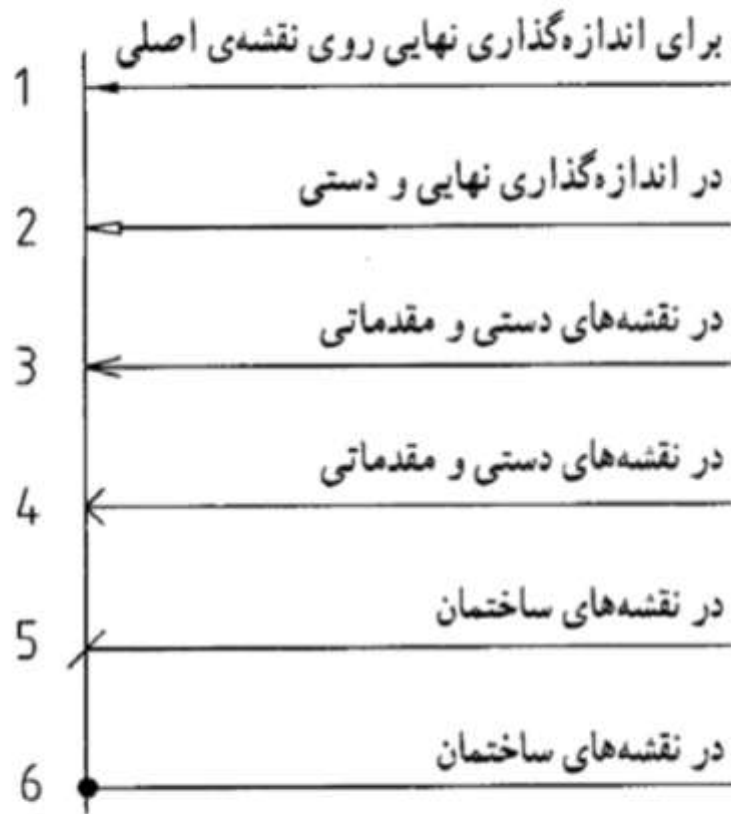 برای اندازه‌گذاری نهایی روی نقشه‌ی اصلی
1
در اندازه‌گذاری نهایی و دستی
2
در نقشه‌های دستی و مقدماتی
3
در نقشه‌های دستی و مقدماتی
4
در نقشه‌های ساختمان
5
در نقشه‌های ساختمان
6